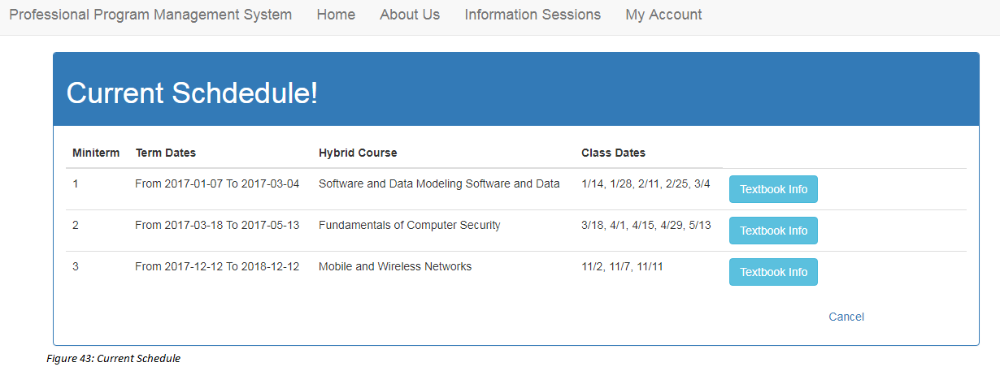 Professional Program Management System Home About Us Information Sessions My Account
Current Schdedule!
Miniterm Term Dates Hybrid Course Class Dates
1 From 2017-01-07 To 2017-03-04 Software and Data Modeling Software and Data 1/14, 1/28, 2/11, 2/25, 3/4 Textbook Info
2 From 2017-03-18 To 2017-05-13 Fundamentals of Computer Security 3/18, 4/1, 4/15, 4/29, 5/13 Textbook Info
3 From 2017-12-12 To 2018-12-12 Mobile and Wireless Networks 11/2, 11/7, 11/11 Textbook Info
Cancel
Figure 43: Current Schedule